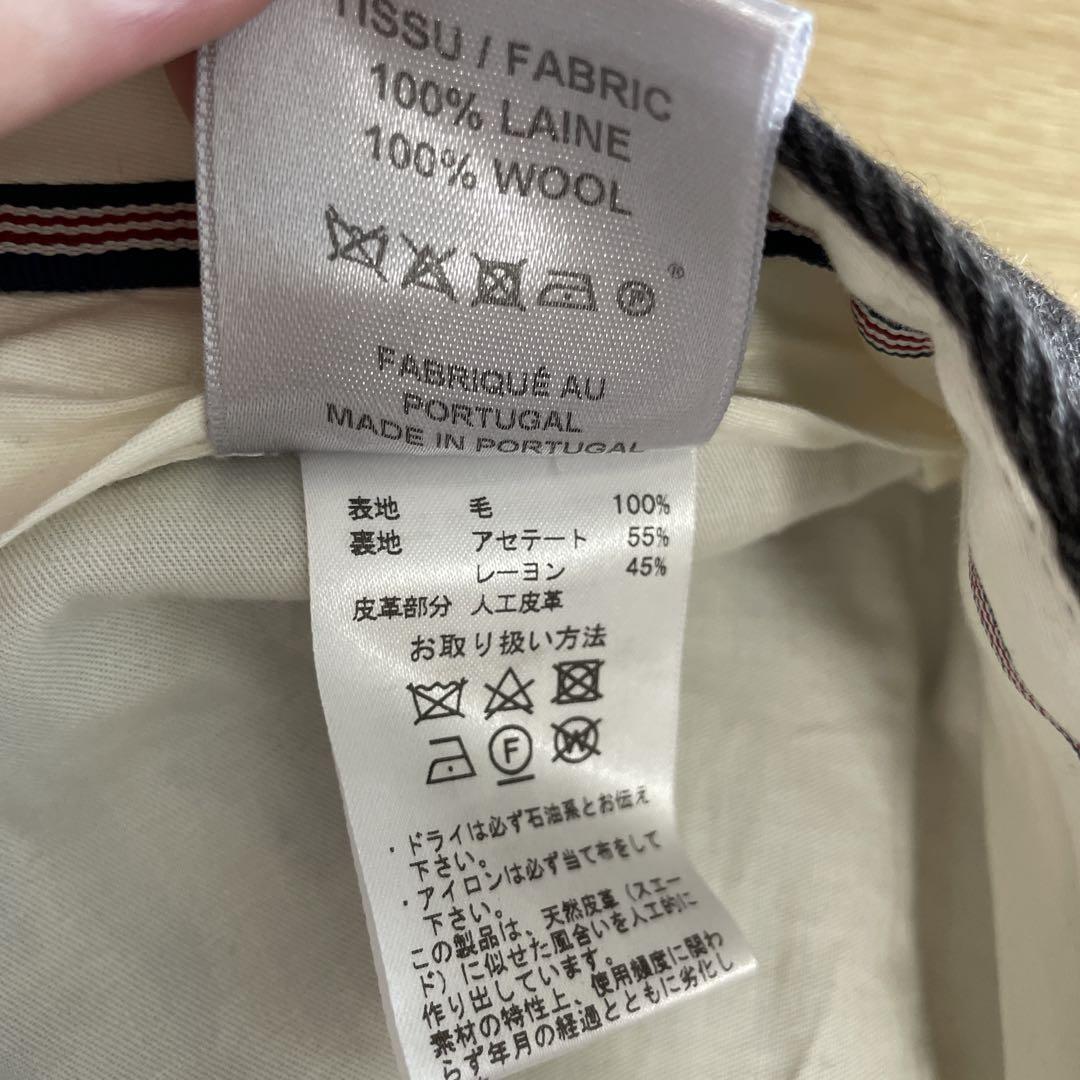 TISSU / FABRIC
100% LAINE
100% WOOL
P ®
FABRIQUÉ AU
PORTUGAL
MADE IN PORTUGAL
表地 毛 100%
裏地 アセテート 55%
レーヨン 45%
皮革部分 人工皮革
お取り扱い方法
F W
・ドライは必ず石油系とお伝え
下さい。
・アイロンは必ず当て布をして
下さい。
この製品は、天然皮革（スエー
ド）に似せた風合いを人工的に
作り出しています。
素材の特性上、使用頻度に関わ
らず年月の経過とともに劣化し